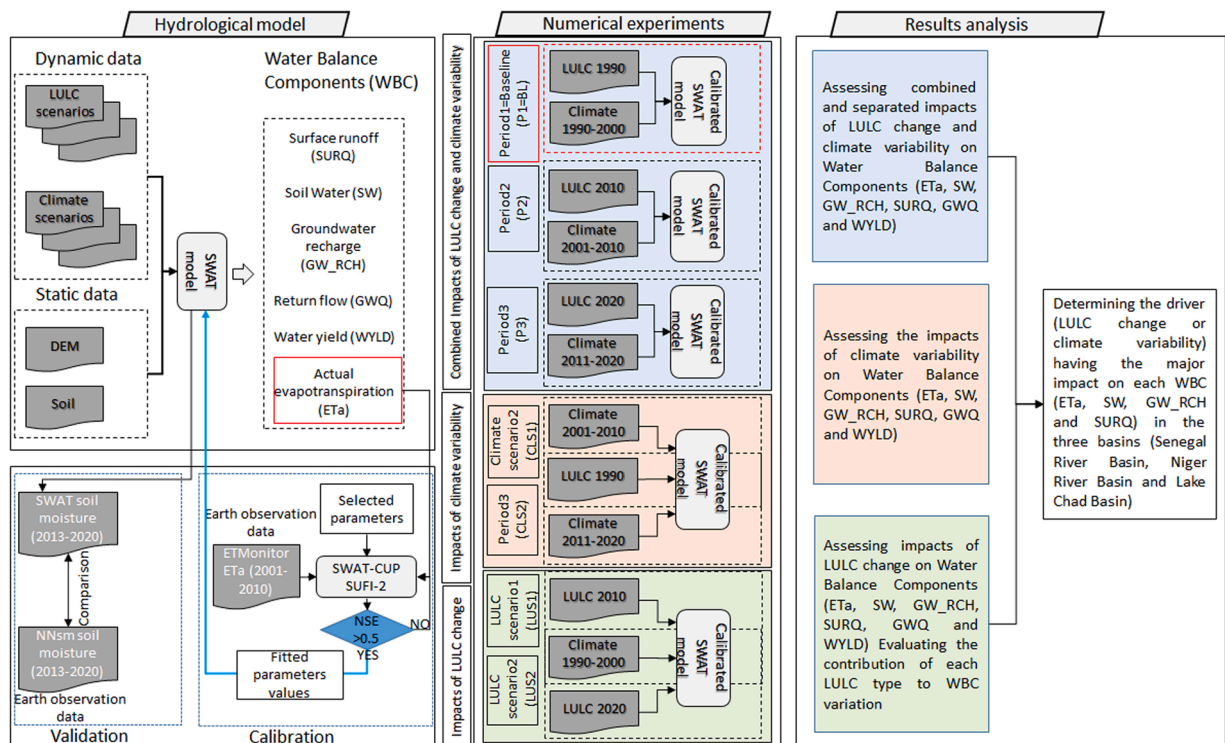 Hydrological model
Dynamic data
LULC
scenarios
Climate
scenarios
Static data
DEM
Soil
SWAT
model
Water Balance
Components (WBC)
Surface runoff
(SURQ)
Soil Water (SW)
Groundwater
recharge
(GW_RCH)
Return flow (GWQ)
Water yield (WYLD)
Actual
evapotranspiration
(ETa)
SWAT soil
moisture
(2013-2020)
Comparison
NNsm soil
moisture
(2013-2020)
Earth observation
data
Validation
Earth observation
data
ETMonitor
ETa (2001-
2010)
Selected
parameters
SWAT-CUP
SUFI-2
NSE
>0.5
NO
YES
Fitted
parameters
values
Calibration
Numerical experiments
Combined Impacts of LULC change and climate variability
Period1=Baseline
(P1=BL)
LULC 1990
Climate
1990-2000
Calibrated
SWAT
model
Period2
(P2)
LULC 2010
Climate
2001-2010
Calibrated
SWAT
model
Period3
(P3)
LULC 2020
Climate
2011-2020
Calibrated
SWAT
model
Impacts of climate variability
Climate
scenario2
(CLS1)
Period3
(CLS2)
Climate
2001-2010
LULC 1990
Climate
2011-2020
Calibrated
SWAT
model
Impacts of LULC change
LULC
scenario1
(LUS1)
LULC
scenario2
(LUS2
LULC 2010
Climate
1990-2000
LULC 2020
Calibrated
SWAT
model
Results analysis
Assessing combined
and separated impacts
of LULC change and
climate variability on
Water Balance
Components (ETa, SW,
GW_RCH, SURQ, GWQ
and WYLD)
Assessing the impacts
of climate variability
on Water Balance
Components (ETa, SW,
GW_RCH, SURQ, GWQ
and WYLD)
Assessing impacts of
LULC change on Water
Balance Components
(ETa, SW, GW_RCH,
SURQ, GWQ and
WYLD) Evaluating the
contribution of each
LULC type to WBC
variation
Determining the driver
(LULC change or
climate variability)
having the major
impact on each WBC
(ETa, SW, GW_RCH
and SURQ) in the
three basins (Senegal
River Basin, Niger
River Basin and Lake
Chad Basin)